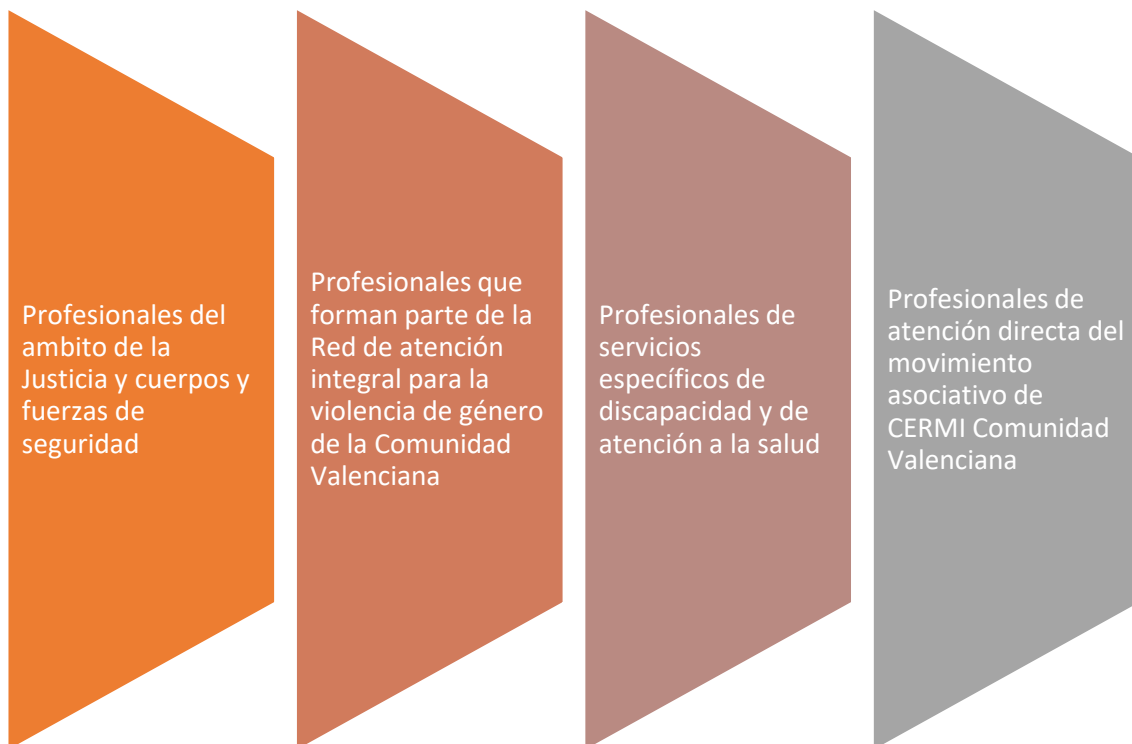 Profesionales del
ambito de la
Justicia y cuerpos y
fuerzas de
seguridad
Profesionales que
forman parte de la
Red de atención
integral para la
violencia de género
de la Comunidad
Valenciana
Profesionales de
servicios
específicos de
discapacidad y de
atención a la salud
Profesionales de
atención directa del
movimiento
asociativo de
CERMI Comunidad
Valenciana